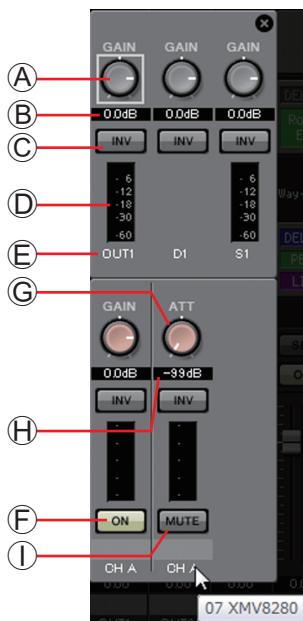 GAIN GAIN GAIN
A
B 0.0dB 0.0dB 0.0dB
C INV INV INV
- 6 - 6
-12 -12
D -18 -18
-30 -30
-60 -60
E OUT1 D1 S1
G GAIN ATT
0.0dB -99dB
H INV INV
F ON MUTE
I
CH A CH A
07 XMV8280